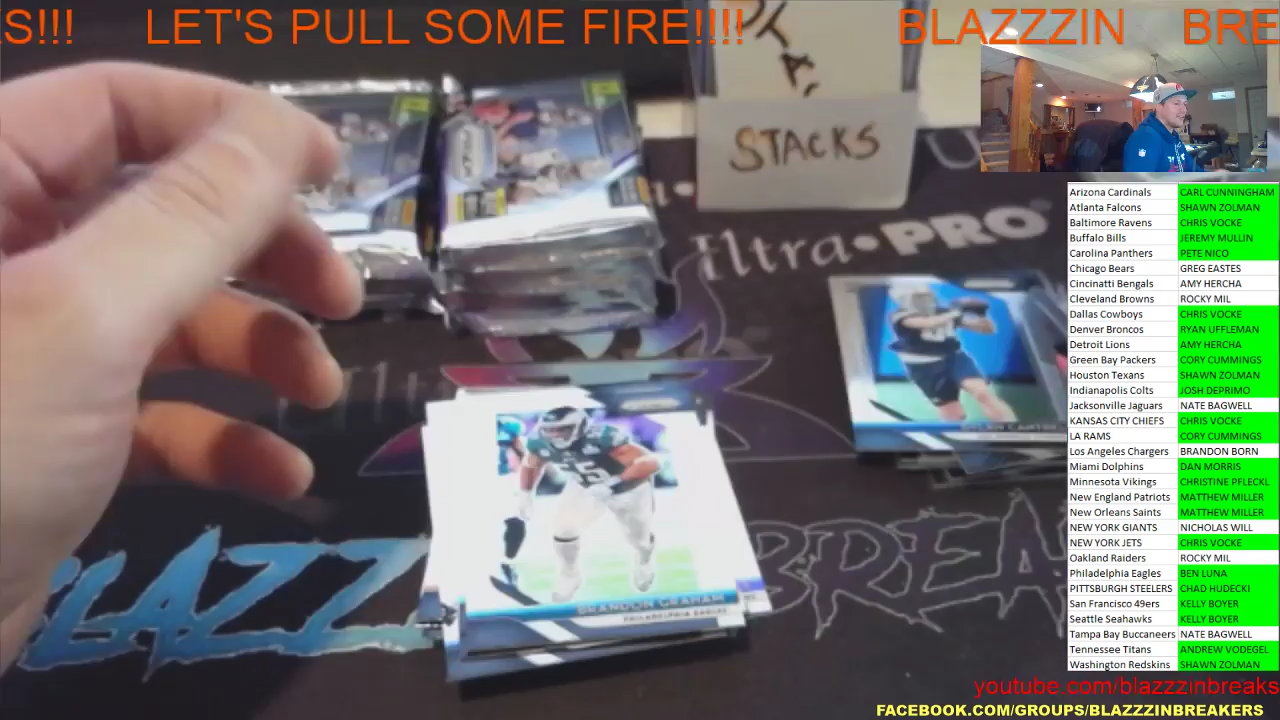 S!!! LET'S PULL SOME FIRE!!!! BLAZZZIN BRE
STACKS
Ultra•PRO
Arizona Cardinals CARL CUNNINGHAM
Atlanta Falcons SHAWN ZOLMAN
Baltimore Ravens CHRIS VOCKE
Buffalo Bills JEREMY MULLIN
Carolina Panthers PETE NICO
Chicago Bears GREG EASTES
Cincinatti Bengals AMY HERCHA
Cleveland Browns ROCKY MIL
Dallas Cowboys CHRIS VOCKE
Denver Broncos RYAN UFFLEMAN
Detroit Lions AMY HERCHA
Green Bay Packers CORY CUMMINGS
Houston Texans SHAWN ZOLMAN
Indianapolis Colts JOSH DEPRIMO
Jacksonville Jaguars NATE BAGWELL
KANSAS CITY CHIEFS CHRIS VOCKE
LA RAMS CORY CUMMINGS
Los Angeles Chargers BRANDON BORN
Miami Dolphins DAN MORRIS
Minnesota Vikings CHRISTINE PFLECKL
New England Patriots MATTHEW MILLER
New Orleans Saints MATTHEW MILLER
NEW YORK GIANTS NICHOLAS WILL
NEW YORK JETS CHRIS VOCKE
Oakland Raiders ROCKY MIL
Philadelphia Eagles BEN LUNA
PITTSBURGH STEELERS CHAD HUDECKI
San Francisco 49ers KELLY BOYER
Seattle Seahawks KELLY BOYER
Tampa Bay Buccaneers NATE BAGWELL
Tennessee Titans ANDREW VODEGEL
Washington Redskins SHAWN ZOLMAN
BRANDON GRAHAM
PHILADELPHIA EAGLES
BLAZZ BREA
youtube.com/blazzzinbreaks
FACEBOOK.COM/GROUPS/BLAZZZINBREAKERS